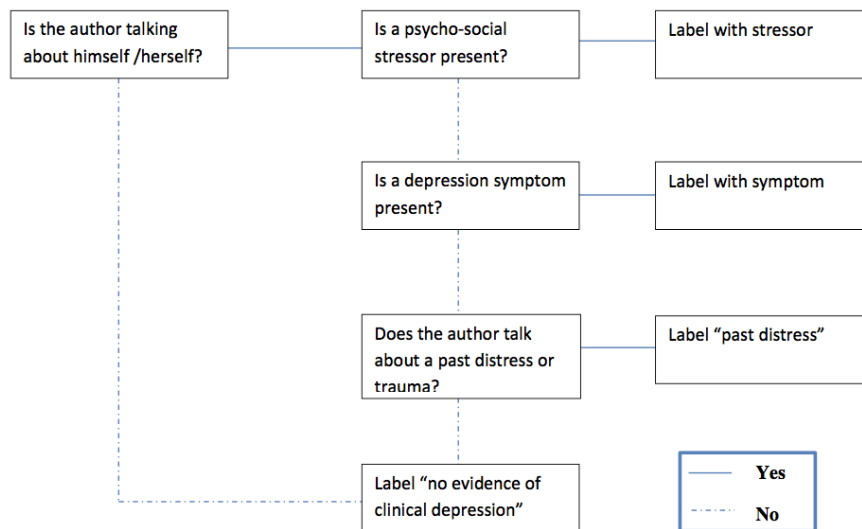 Is the author talking
about himself /herself?
Is a psycho-social
stressor present?
Label with stressor
Is a depression symptom
present?
Label with symptom
Does the author talk
about a past distress or
trauma?
Label “past distress”
Label “no evidence of
clinical depression”
Yes
No